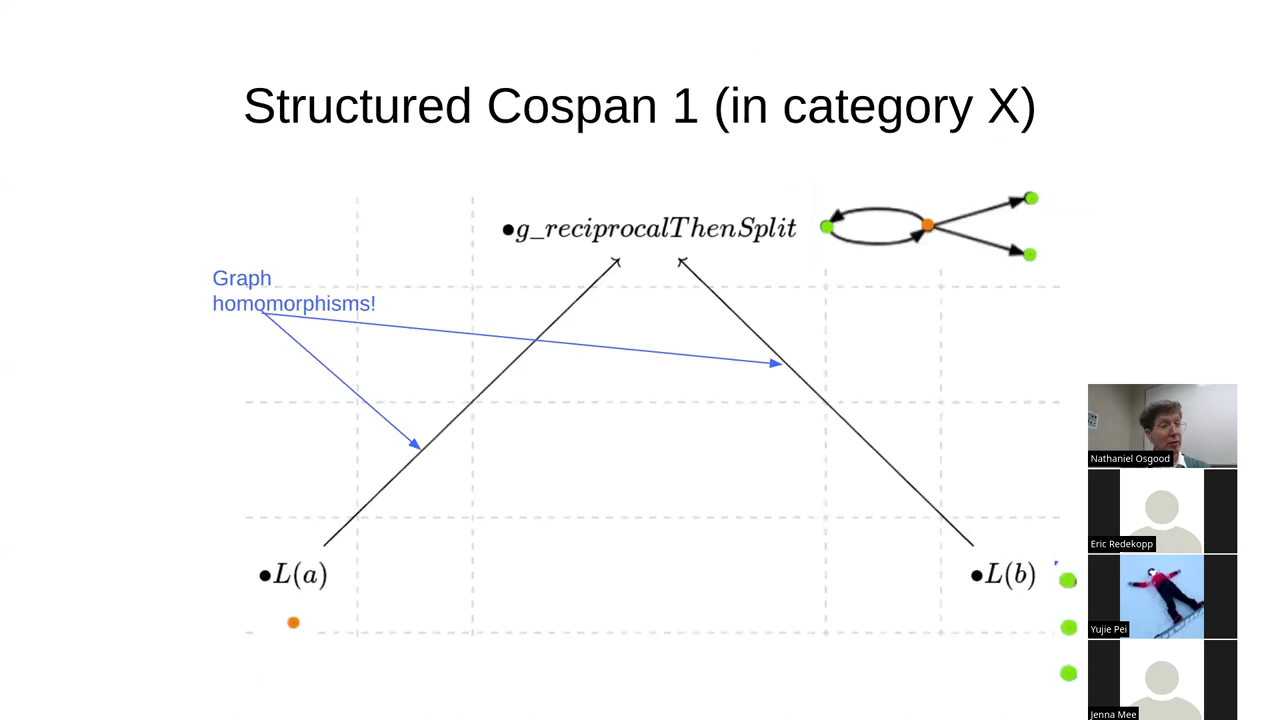 Structured Cospan 1 (in category X)
•g_reciprocalThenSplit
Graph
homomorphisms!
•L(a)
•L(b)
Nathaniel Osgood
Eric Redekopp
Yujie Pei
Jenna Mee